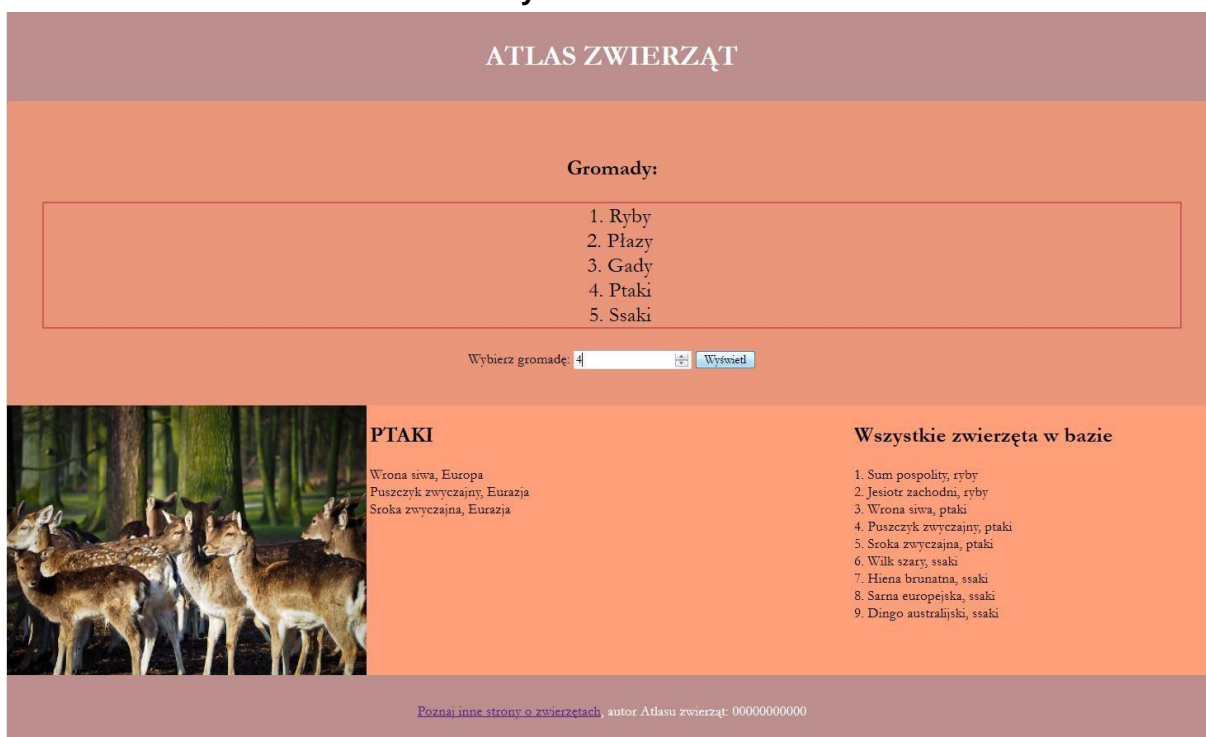 ATLAS ZWIERZĄT
Gromady:
1. Ryby
2. Płazy
3. Gady
4. Ptaki
5. Ssaki
Wybierz gromadę: 4 Wyświetl
PTAKI
Wrona siwa, Europa
Puszczyk zwyczajny, Eurazja
Sroka zwyczajna, Eurazja
Wszystkie zwierzęta w bazie
1. Sum pospolity, ryby
2. Jesiotr zachodni, ryby
3. Wrona siwa, ptaki
4. Puszczyk zwyczajny, ptaki
5. Sroka zwyczajna, ptaki
6. Wilk szary, ssaki
7. Hiena brunatna, ssaki
8. Sarna europejska, ssaki
9. Dingo australijski, ssaki
Poznaj inne strony o zwierzętach, autor Atlasu zwierząt: 00000000000